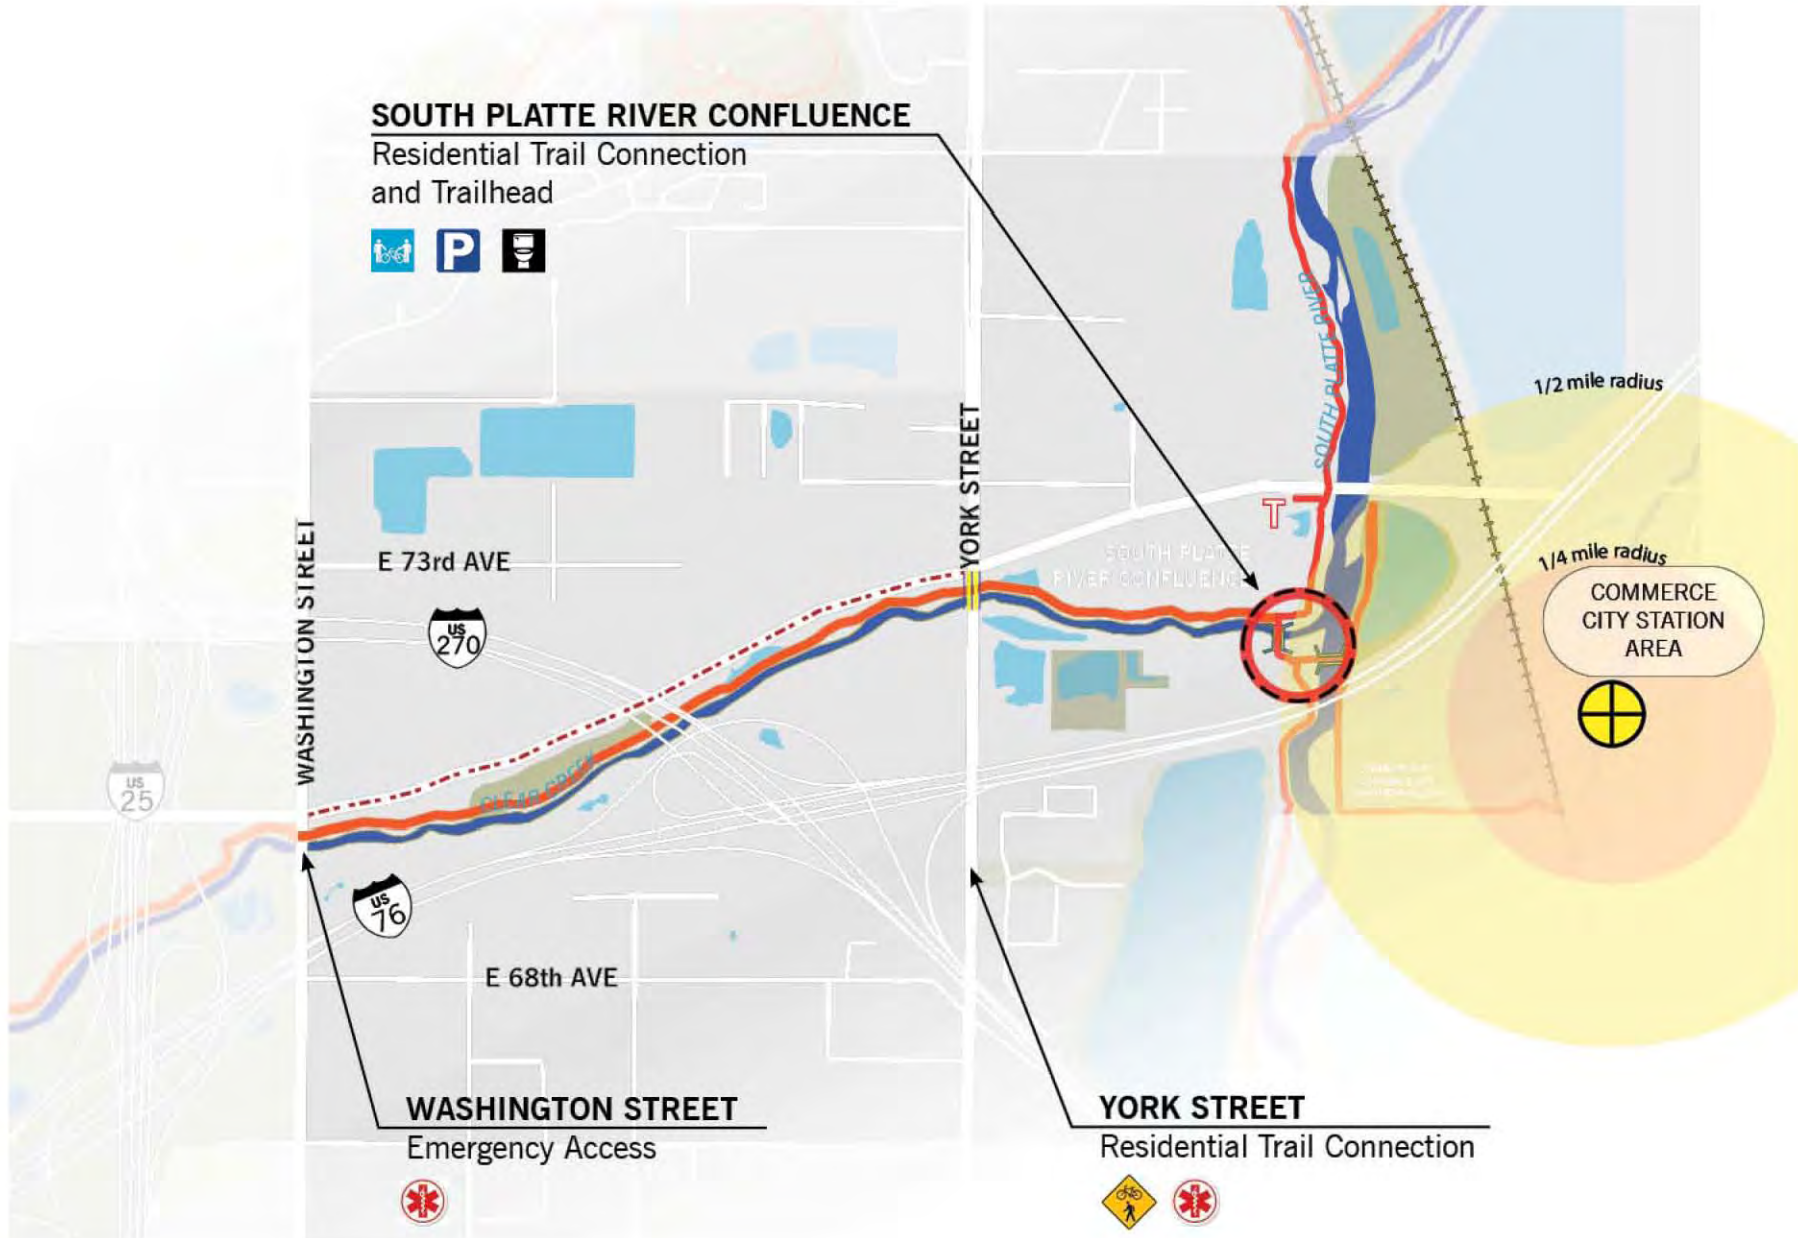 SOUTH PLATTE RIVER CONFLUENCE
Residential Trail Connection
and Trailhead
P
SOUTH PLATTE RIVER
1/2 mile radius
YORK STREET
T
WASHINGTON STREET
E 73rd AVE
SOUTH PLATTE
RIVER CONFLUENCE
1/4 mile radius
COMMERCE
CITY STATION
AREA
US
270
CLEAR CREEK
US
25
US
76
E 68th AVE
WASHINGTON STREET
Emergency Access
YORK STREET
Residential Trail Connection